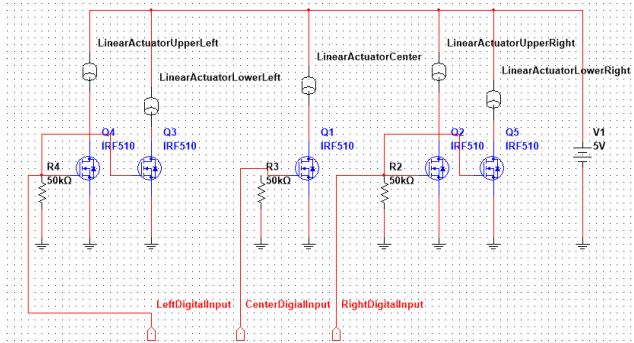 LinearActuatorUpperLeft
LinearActuatorLowerLeft
LinearActuatorCenter
LinearActuatorUpperRight
LinearActuatorLowerRight
Q4
IRF510
Q3
IRF510
Q1
IRF510
Q2
IRF510
Q5
IRF510
V1
5V
R4
50kΩ
R3
50kΩ
R2
50kΩ
LeftDigitalInput
CenterDigialInput
RightDigitalInput